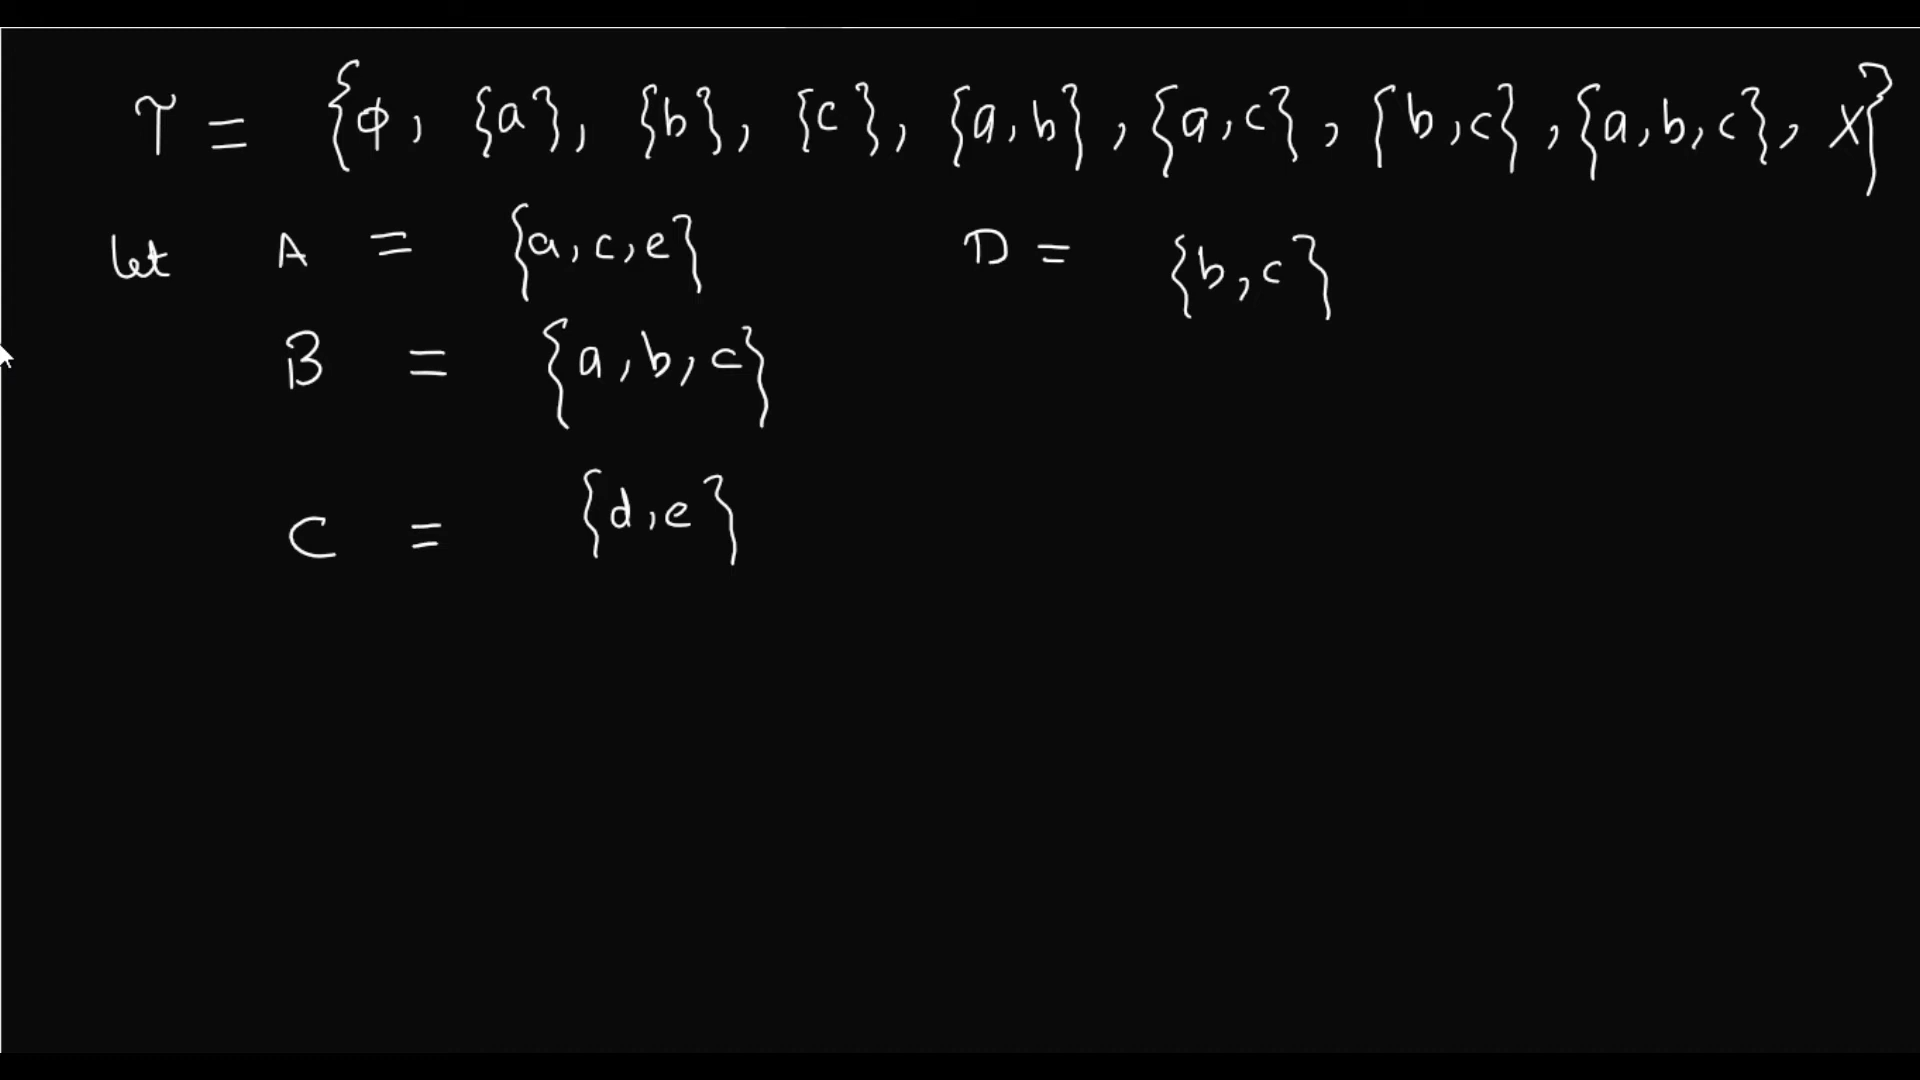 τ = {φ, {a}, {b}, {c}, {a,b}, {a,c}, {b,c}, {a,b,c}, X}
let A = {a,c,e} D = {b,c}
B = {a,b,c}
C = {d,e}